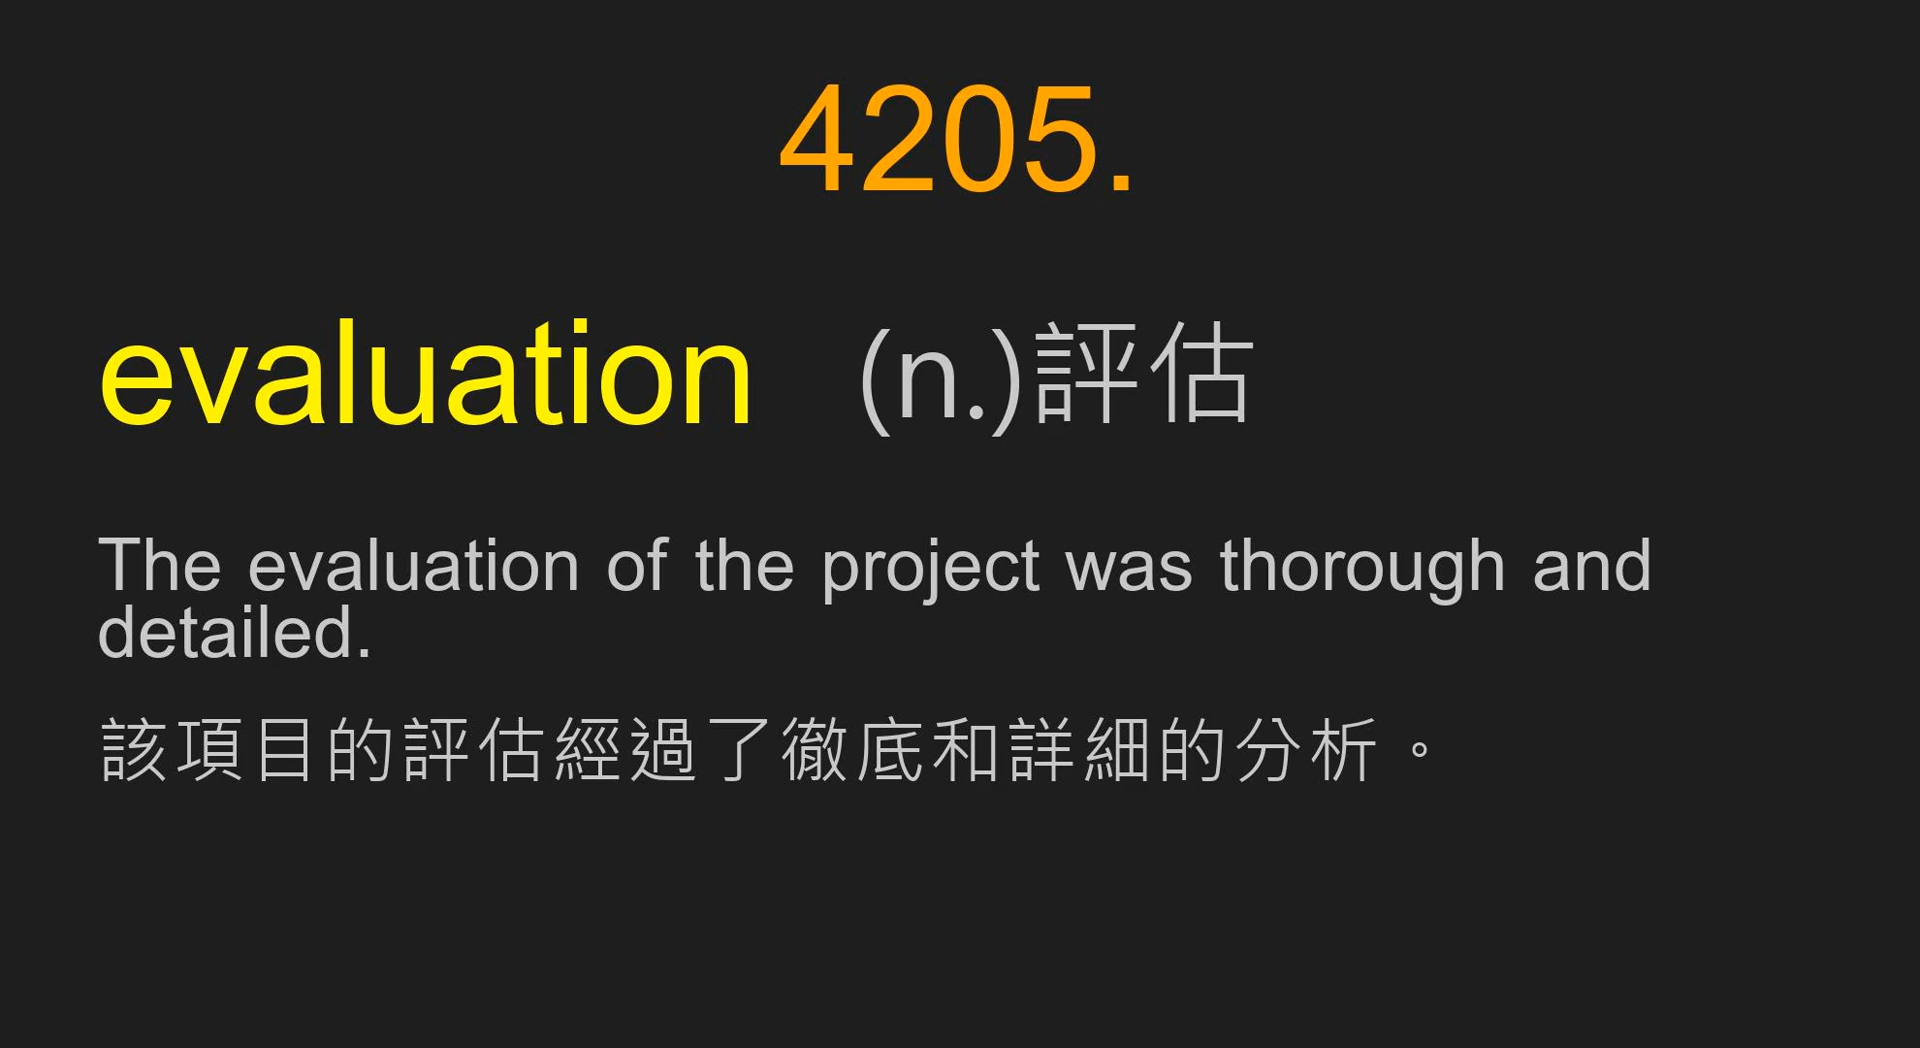 4205.
evaluation (n.)評估
The evaluation of the project was thorough and
detailed.
該項目的評估經過了徹底和詳細的分析。